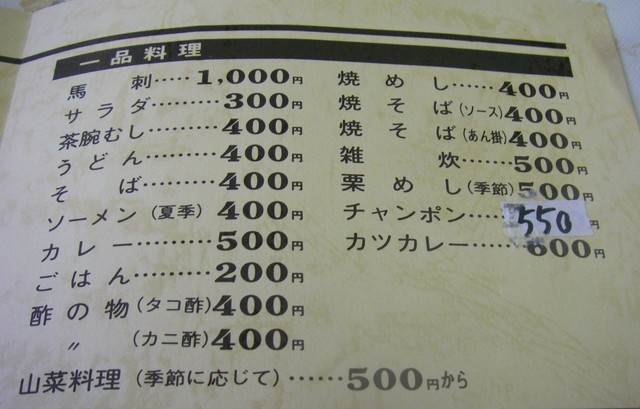 一品料理
馬刺……1,000円
サラダ………300円
茶腕むし………400円
うどん………400円
そば………400円
ソーメン(夏季)400円
カレー………500円
ごはん………200円
酢の物(タコ酢)400円
〃(カニ酢)400円
山菜料理(季節に応じて)……500円から
焼めし……400円
焼そば(ソース)400円
焼そば(あん掛)400円
雑炊……500円
栗めし(季節)500円
チャンポン……550円
カツカレー……600円